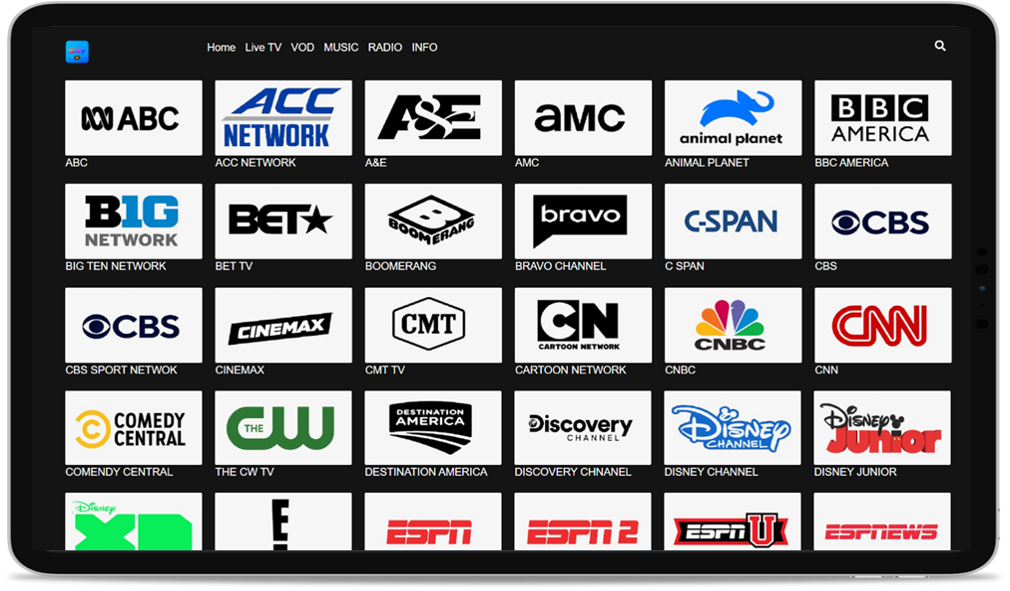 Home Live TV VOD MUSIC RADIO INFO
ABC
ACC NETWORK
A&E
aMC
animal planet
BBC AMERICA
ABC
ACC NETWORK
A&E
AMC
ANIMAL PLANET
BBC AMERICA
B1G NETWORK
BET
BOOMERANG
bravo
C-SPAN
CBS
BIG TEN NETWORK
BET TV
BOOMERANG
BRAVO CHANNEL
C SPAN
CBS
CBS
CINEMAX
CMT
CN CARTOON NETWORK
CNBC
CNN
CBS SPORT NETWOK
CINEMAX
CMT TV
CARTOON NETWORK
CNBC
CNN
COMEDY CENTRAL
THE CW
DESTINATION AMERICA
Discovery CHANNEL
Disney CHANNEL
Disney Junior
COMENDY CENTRAL
THE CW TV
DESTINATION AMERICA
DISCOVERY CHNANEL
DISNEY CHANNEL
DISNEY JUNIOR
Disney XD
E!
ESPN
ESPN 2
ESPN U
ESPNEWS